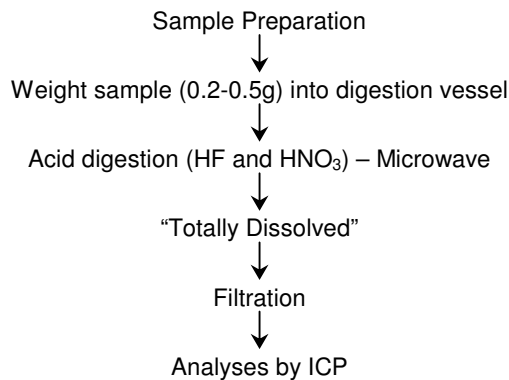 Sample Preparation
Weight sample (0.2-0.5g) into digestion vessel
Acid digestion (HF and HNO₃) – Microwave
“Totally Dissolved”
Filtration
Analyses by ICP